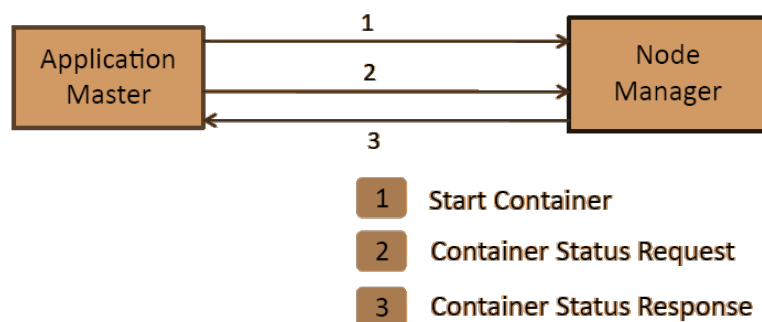 1
Application
Master
2
Node
Manager
3
1 Start Container
2 Container Status Request
3 Container Status Response